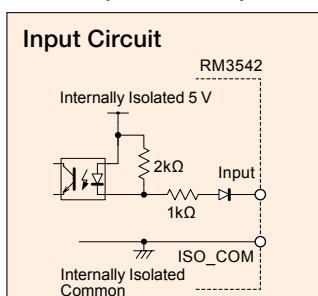 Input Circuit
RM3542
Internally Isolated 5 V
2kΩ
Input
1kΩ
ISO_COM
Internally Isolated
Common